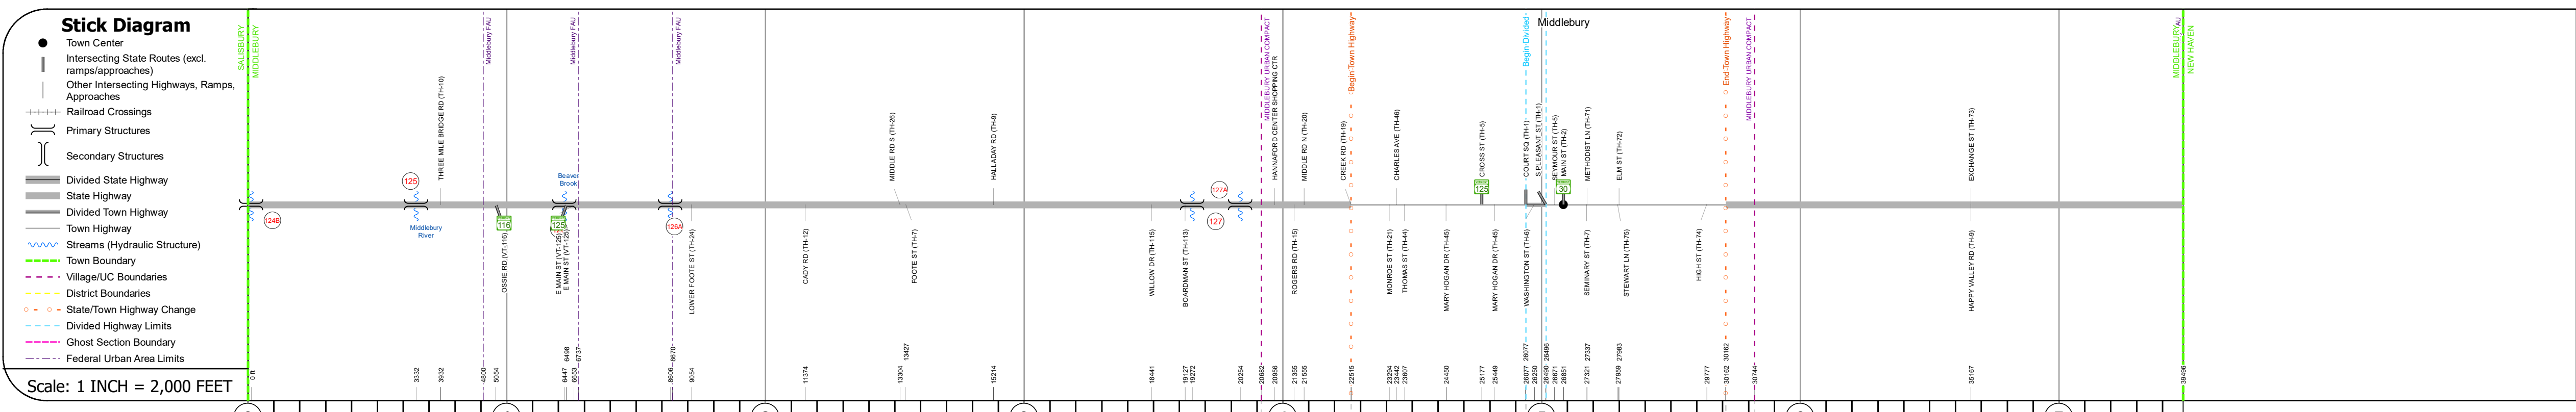 Stick Diagram
Town Center
Intersecting State Routes (excl.
ramps/approaches)
Other Intersecting Highways, Ramps,
Approaches
Railroad Crossings
Primary Structures
Secondary Structures
Divided State Highway
State Highway
Divided Town Highway
Town Highway
Streams (Hydraulic Structure)
Town Boundary
Village/UC Boundaries
District Boundaries
State/Town Highway Change
Divided Highway Limits
Ghost Section Boundary
Federal Urban Area Limits
Scale: 1 INCH = 2,000 FEET
SALISBURY
MIDDLEBURY
124B
125
Middlebury
River
THREE MILE BRIDGE RD (TH-10)
Middlebury FAU
116
OSSIE RD (VT-116)
Beaver
Brook
125
E MAIN ST (VT-125)
E MAIN ST (VT-125)
Middlebury FAU
Middlebury FAU
126A
LOWER FOOTE ST (TH-24)
CADY RD (TH-12)
MIDDLE RD S (TH-26)
FOOTE ST (TH-7)
HALLADAY RD (TH-9)
WILLOW DR (TH-115)
BOARDMAN ST (TH-113)
127A
127
MIDDLEBURY URBAN COMPACT
HANNAFORD CENTER SHOPPING CTR
ROGERS RD (TH-15)
MIDDLE RD N (TH-20)
CREEK RD (TH-19)
Begin Town Highway
MONROE ST (TH-21)
CHARLES AVE (TH-46)
THOMAS ST (TH-44)
MARY HOGAN DR (TH-45)
CROSS ST (TH-5)
125
MARY HOGAN DR (TH-45)
Begin Divided
COURT SQ (TH-1)
WASHINGTON ST (TH-6)
S PLEASANT ST (TH-1)
Middlebury
SEYMOUR ST (TH-5)
MAIN ST (TH-2)
30
METHODIST LN (TH-71)
SEMINARY ST (TH-7)
ELM ST (TH-72)
STEWART LN (TH-75)
HIGH ST (TH-74)
End Town Highway
MIDDLEBURY URBAN COMPACT
EXCHANGE ST (TH-73)
HAPPY VALLEY RD (TH-9)
MIDDLEBURY
NEW HAVEN
0 ft
3332
3932
4800
5054
6447
6498
6653
6737
8606
8670
9054
11374
13304
13427
15214
18441
19127
19272
20254
20682
20956
21355
21555
22515
23294
23442
23607
24450
25177
25449
26077
26077
26250
26490
26496
26671
26851
27321
27337
27959
27983
29777
30162
30162
30744
35167
39496